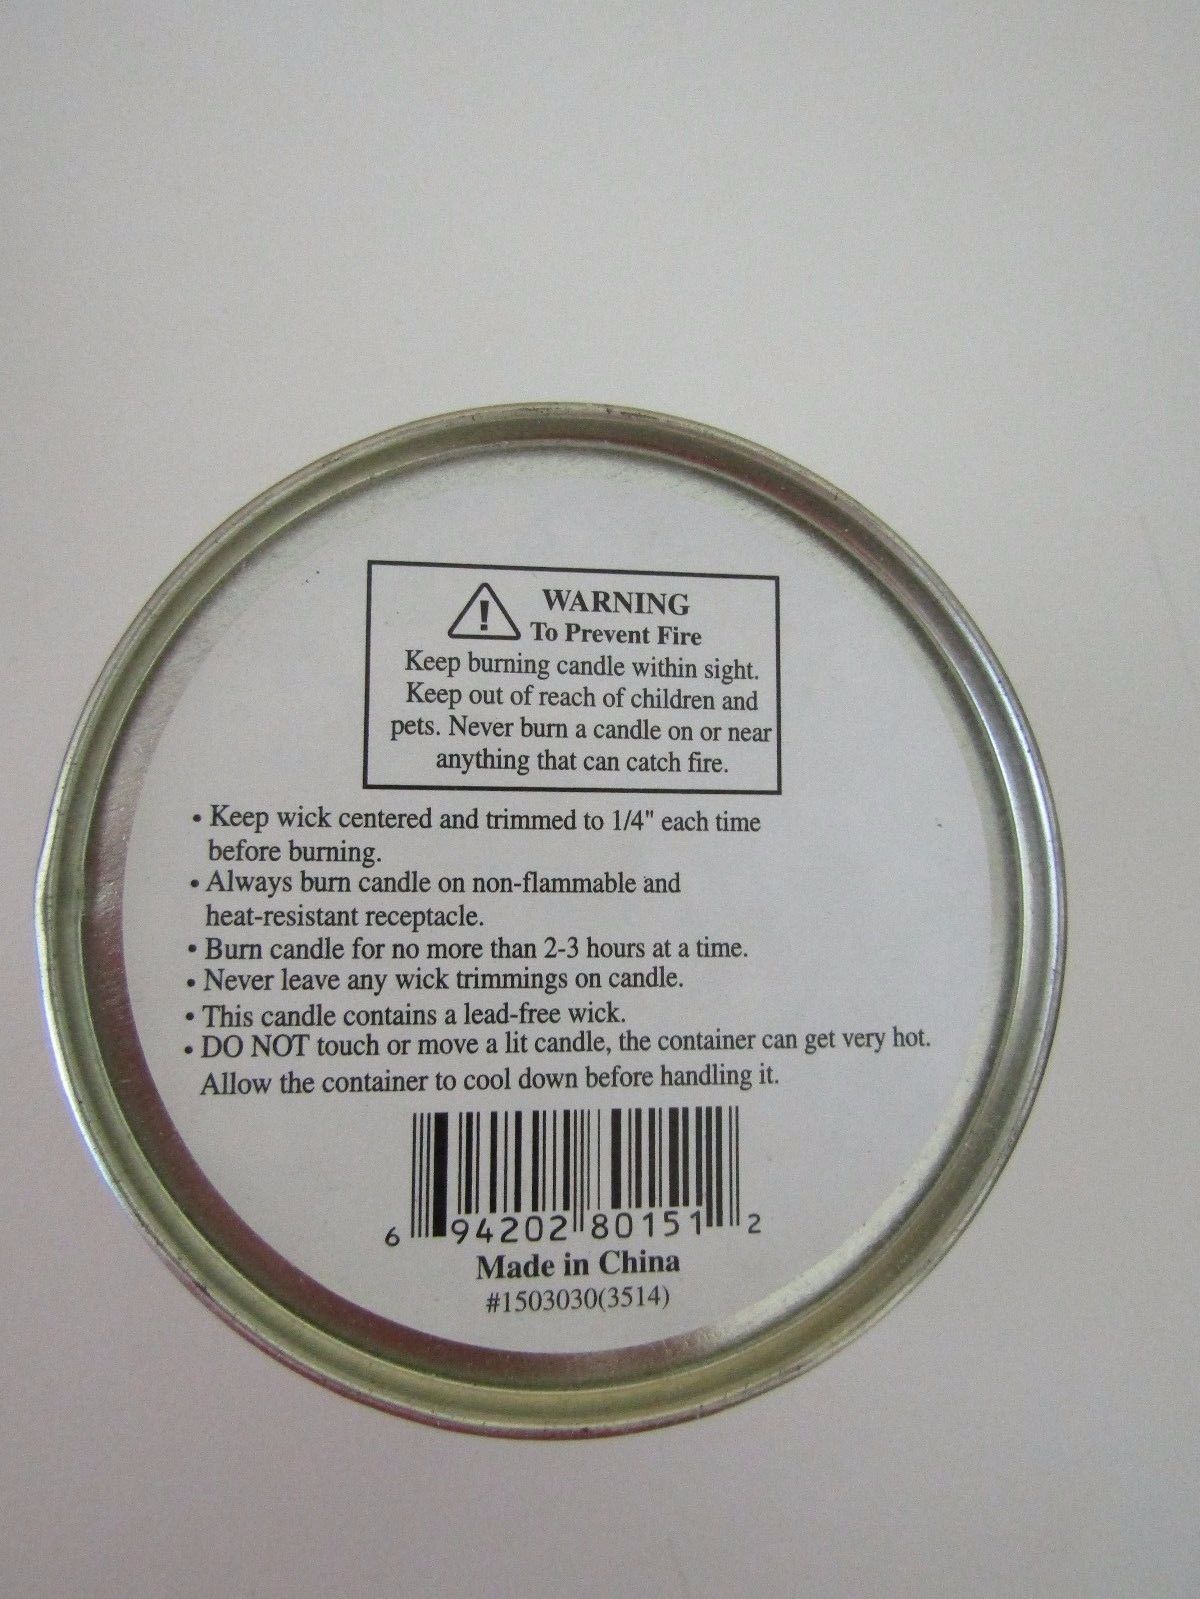 WARNING
To Prevent Fire
Keep burning candle within sight.
Keep out of reach of children and
pets. Never burn a candle on or near
anything that can catch fire.
• Keep wick centered and trimmed to 1/4" each time
before burning.
• Always burn candle on non-flammable and
heat-resistant receptacle.
• Burn candle for no more than 2-3 hours at a time.
• Never leave any wick trimmings on candle.
• This candle contains a lead-free wick.
• DO NOT touch or move a lit candle, the container can get very hot.
Allow the container to cool down before handling it.
6 94202 80151 2
Made in China
#1503030(3514)